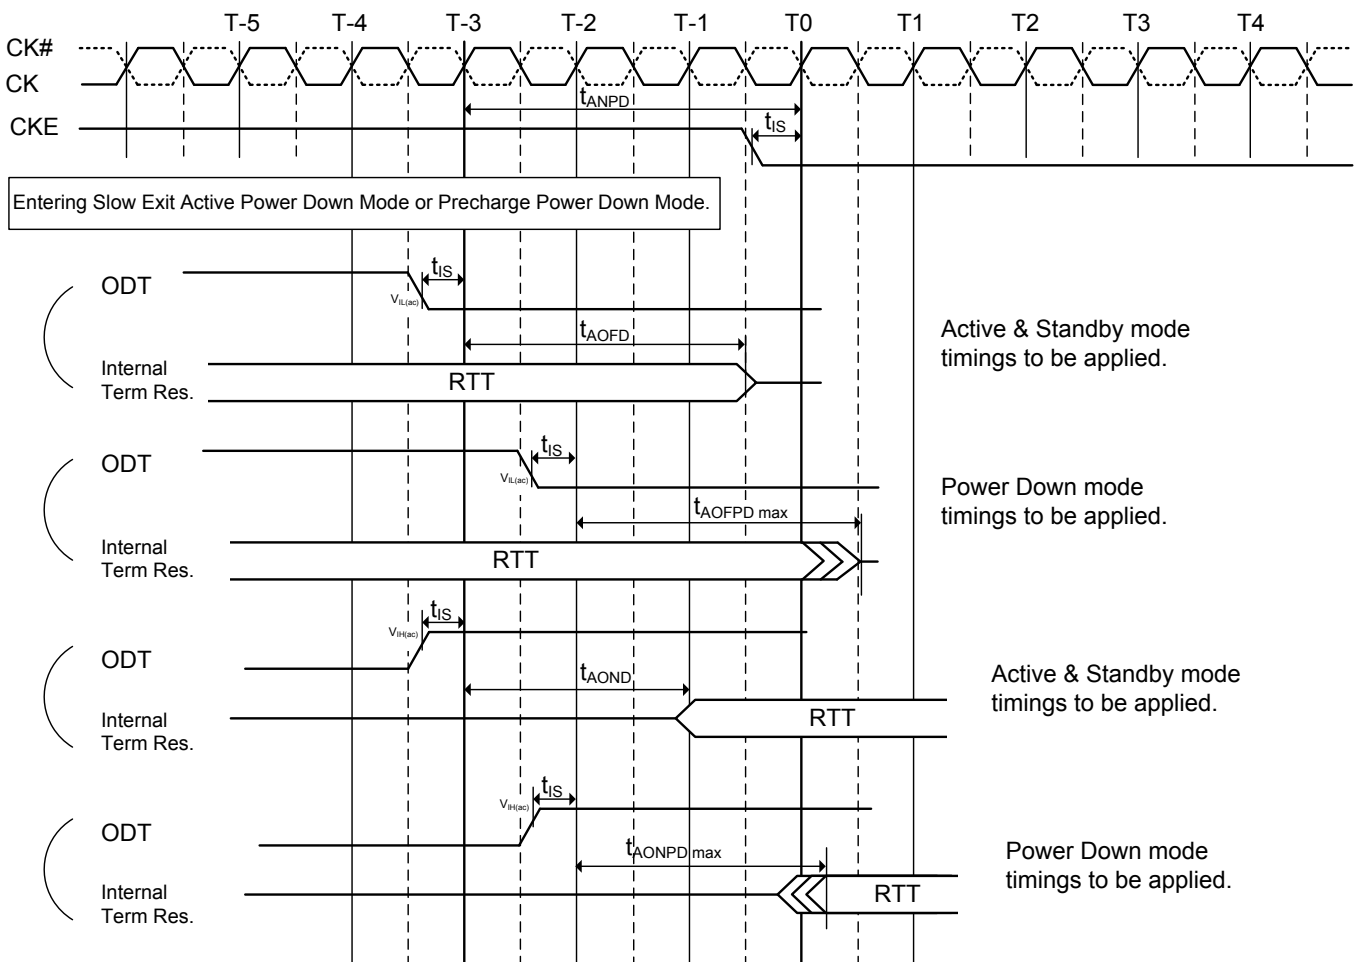 T-5 T-4 T-3 T-2 T-1 T0 T1 T2 T3 T4
CK#
CK
tANPD
CKE
tIS
Entering Slow Exit Active Power Down Mode or Precharge Power Down Mode.
tIS
ODT
VIL(ac)
tAOFD
Active & Standby mode
timings to be applied.
Internal
Term Res.
RTT
tIS
ODT
VIL(ac)
Power Down mode
timings to be applied.
tAOFPD max
Internal
Term Res.
RTT
tIS
VIH(ac)
ODT
tAOND
Active & Standby mode
timings to be applied.
Internal
Term Res.
RTT
tIS
VIH(ac)
ODT
tAONPD max
Power Down mode
timings to be applied.
Internal
Term Res.
RTT